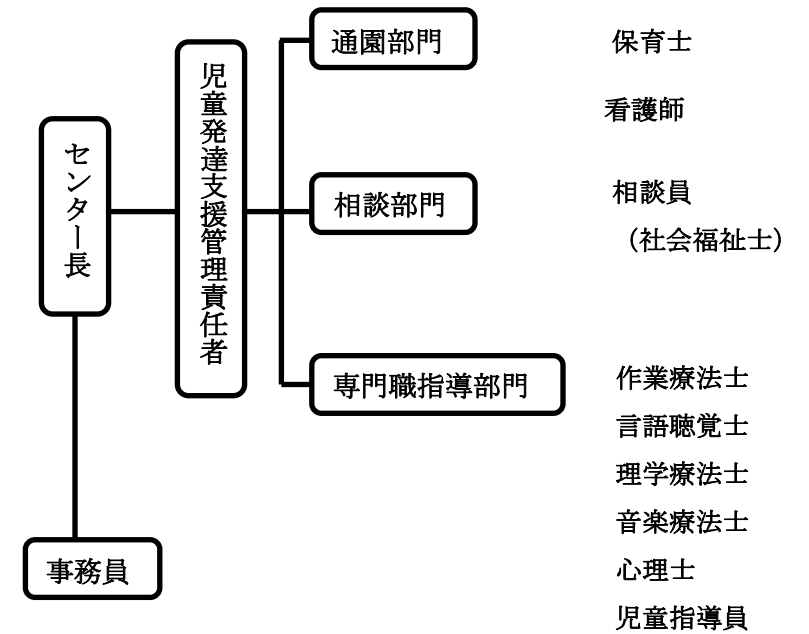 センター長
事務員
児童発達支援管理責任者
通園部門
保育士
看護師
相談部門
相談員
（社会福祉士）
専門職指導部門
作業療法士
言語聴覚士
理学療法士
音楽療法士
心理士
児童指導員